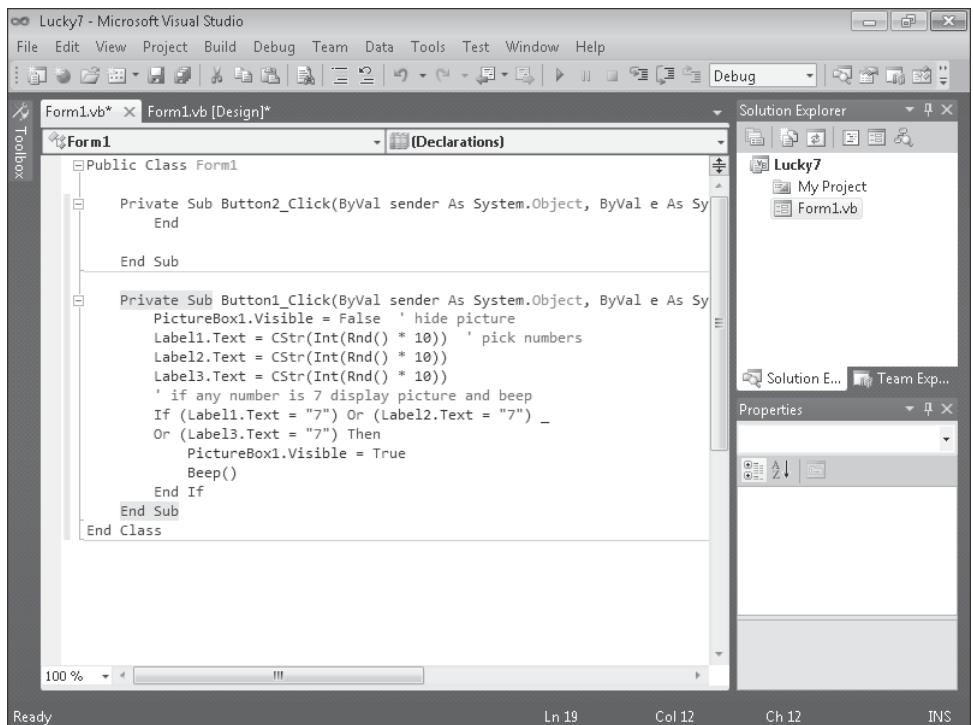 Lucky7 - Microsoft Visual Studio
File Edit View Project Build Debug Team Data Tools Test Window Help
Debug
Toolbox
Form1.vb* Form1.vb [Design]*
Form1 (Declarations)
Public Class Form1
Private Sub Button2_Click(ByVal sender As System.Object, ByVal e As Sy
End
End Sub
Private Sub Button1_Click(ByVal sender As System.Object, ByVal e As Sy
PictureBox1.Visible = False ' hide picture
Label1.Text = CStr(Int(Rnd() * 10)) ' pick numbers
Label2.Text = CStr(Int(Rnd() * 10))
Label3.Text = CStr(Int(Rnd() * 10))
' if any number is 7 display picture and beep
If (Label1.Text = "7") Or (Label2.Text = "7") _
Or (Label3.Text = "7") Then
PictureBox1.Visible = True
Beep()
End If
End Sub
End Class
100 %
Solution Explorer
Lucky7
My Project
Form1.vb
Solution E... Team Exp...
Properties
Ready Ln 19 Col 12 Ch 12 INS